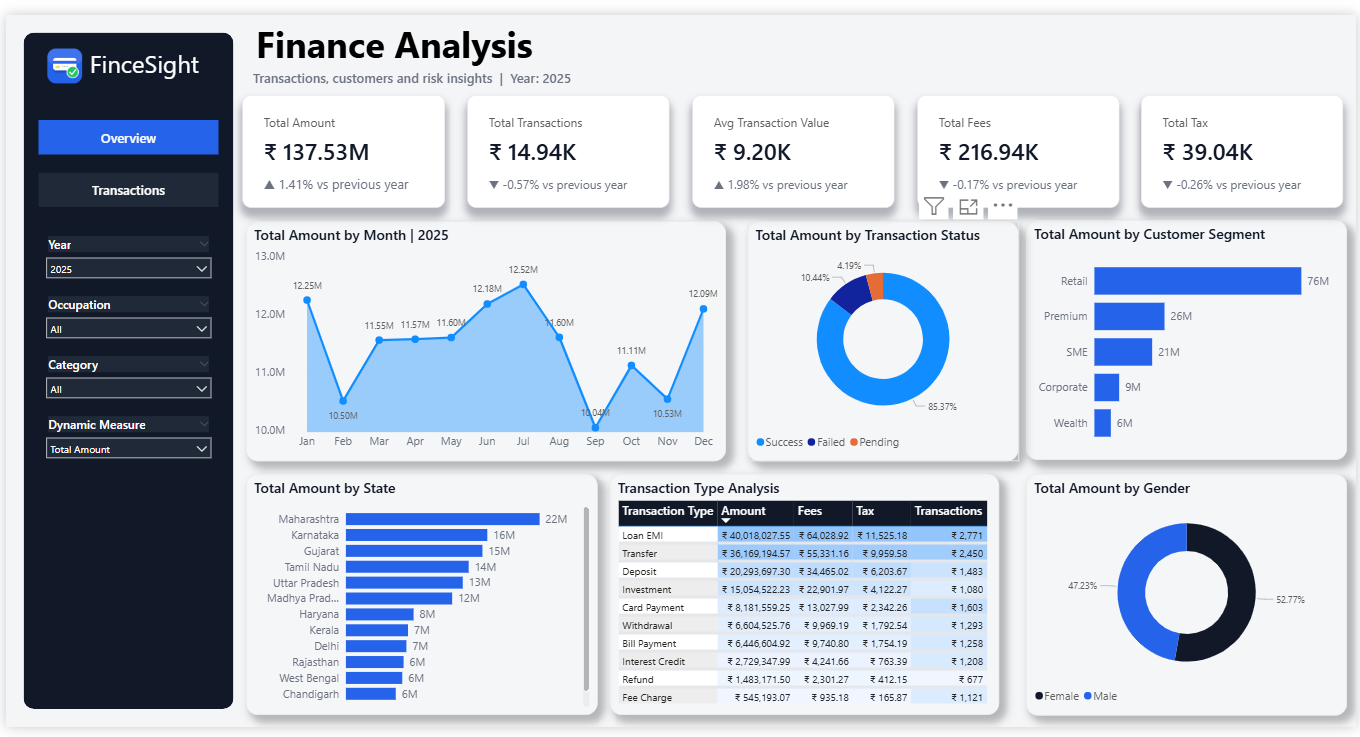 FinceSight
Overview
Transactions
Year
2025
Occupation
All
Category
All
Dynamic Measure
Total Amount
Finance Analysis
Transactions, customers and risk insights | Year: 2025
Total Amount
₹ 137.53M
▲ 1.41% vs previous year
Total Transactions
₹ 14.94K
▼ -0.57% vs previous year
Avg Transaction Value
₹ 9.20K
▲ 1.98% vs previous year
Total Fees
₹ 216.94K
▼ -0.17% vs previous year
Total Tax
₹ 39.04K
▼ -0.26% vs previous year
Total Amount by Month | 2025
13.0M
12.0M
11.0M
10.0M
12.25M
10.50M
11.55M
11.57M
11.60M
12.18M
12.52M
11.60M
10.04M
11.11M
10.53M
12.09M
Jan Feb Mar Apr May Jun Jul Aug Sep Oct Nov Dec
Total Amount by Transaction Status
4.19%
10.44%
85.37%
Success Failed Pending
Total Amount by Customer Segment
Retail 76M
Premium 26M
SME 21M
Corporate 9M
Wealth 6M
Total Amount by State
Maharashtra 22M
Karnataka 16M
Gujarat 15M
Tamil Nadu 14M
Uttar Pradesh 13M
Madhya Prad... 12M
Haryana 8M
Kerala 7M
Delhi 7M
Rajasthan 6M
West Bengal 6M
Chandigarh 6M
Transaction Type Analysis
Transaction Type Amount Fees Tax Transactions
Loan EMI ₹ 40,018,027.55 ₹ 64,028.92 ₹ 11,525.18 ₹ 2,771
Transfer ₹ 36,169,194.57 ₹ 55,331.16 ₹ 9,959.58 ₹ 2,450
Deposit ₹ 20,293,697.30 ₹ 34,465.02 ₹ 6,203.67 ₹ 1,483
Investment ₹ 15,054,522.23 ₹ 22,901.97 ₹ 4,122.27 ₹ 1,080
Card Payment ₹ 8,181,559.25 ₹ 13,027.99 ₹ 2,342.26 ₹ 1,603
Withdrawal ₹ 6,604,525.76 ₹ 9,969.19 ₹ 1,792.54 ₹ 1,293
Bill Payment ₹ 6,446,604.92 ₹ 9,740.80 ₹ 1,754.19 ₹ 1,258
Interest Credit ₹ 2,729,347.99 ₹ 4,241.66 ₹ 763.39 ₹ 1,208
Refund ₹ 1,483,171.50 ₹ 2,301.27 ₹ 412.15 ₹ 677
Fee Charge ₹ 545,193.07 ₹ 935.18 ₹ 165.87 ₹ 1,121
Total Amount by Gender
47.23%
52.77%
Female Male